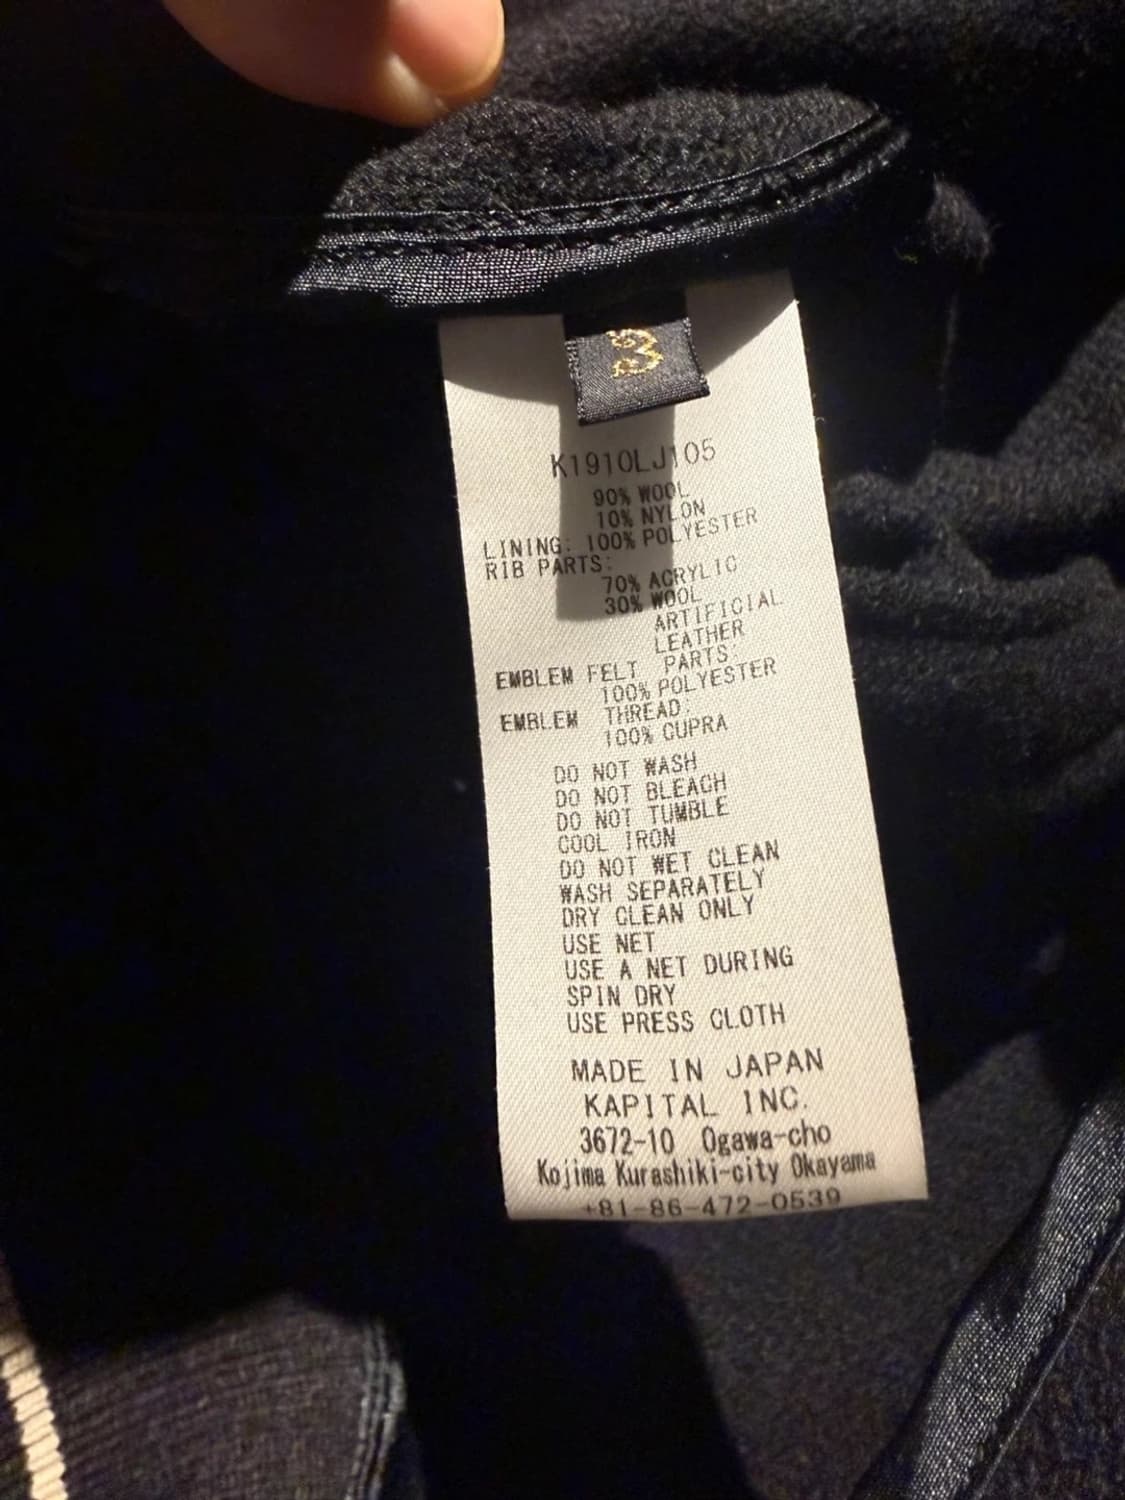 3
K1910LJ105
90% WOOL
10% NYLON
LINING: 100% POLYESTER
RIB PARTS:
70% ACRYLIC
30% WOOL
ARTIFICIAL
LEATHER
EMBLEM FELT PARTS:
100% POLYESTER
EMBLEM THREAD:
100% CUPRA
DO NOT WASH
DO NOT BLEACH
DO NOT TUMBLE
COOL IRON
DO NOT WET CLEAN
WASH SEPARATELY
DRY CLEAN ONLY
USE NET
USE A NET DURING
SPIN DRY
USE PRESS CLOTH
MADE IN JAPAN
KAPITAL INC.
3672-10 Ogawa-cho
Kojima Kurashiki-city Okayama
+81-86-472-0539